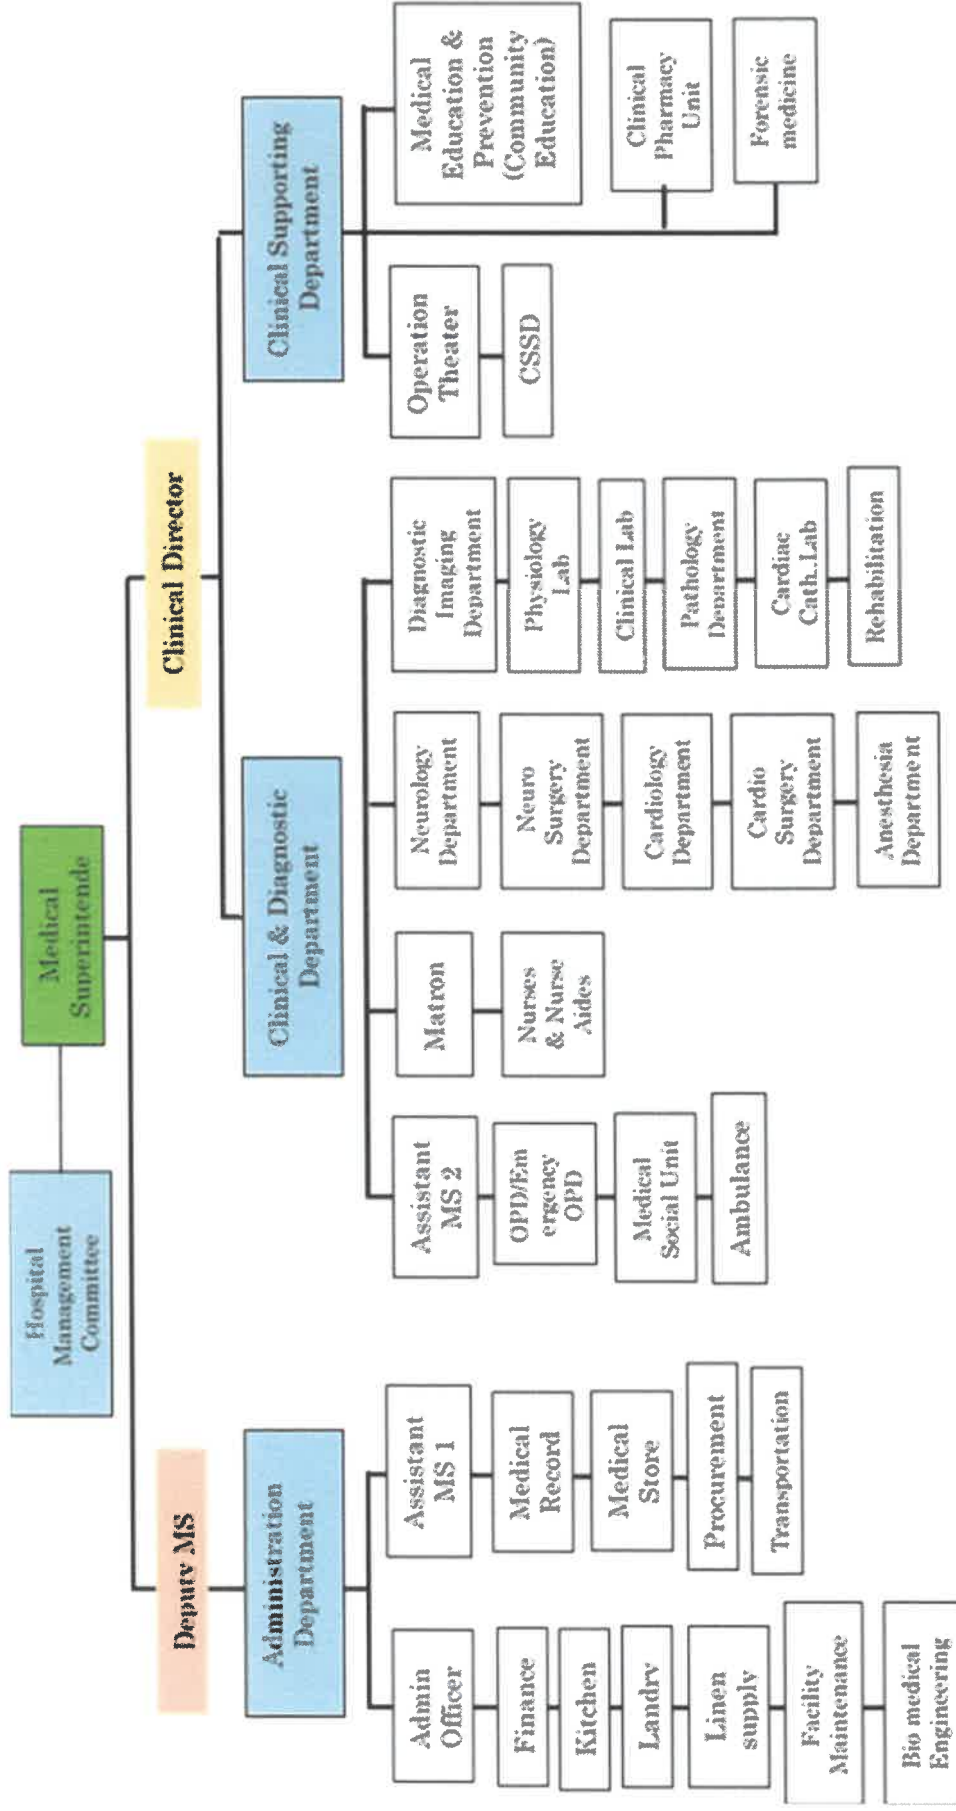 Hospital
Management
Committee
Medical
Superintende
Deputy MS
Clinical Director
Administration
Department
Clinical & Diagnostic
Department
Clinical Supporting
Department
Admin
Officer
Finance
Kitchen
Landry
Linen
supply
Facility
Maintenance
Bio medical
Engineering
Assistant
MS 1
Medical
Record
Medical
Store
Procurement
Transportation
Assistant
MS 2
OPD/Em
ergency
OPD
Medical
Social Unit
Ambulance
Matron
Nurses
& Nurse
Aides
Neurology
Department
Neuro
Surgery
Department
Cardiology
Department
Cardio
Surgery
Department
Anesthesia
Department
Diagnostic
Imaging
Department
Physiology
Lab
Clinical Lab
Pathology
Department
Cardiac
Cath.Lab
Rehabilitation
Operation
Theater
CSSD
Medical
Education &
Prevention
(Community
Education)
Clinical
Pharmacy
Unit
Forensic
medicine